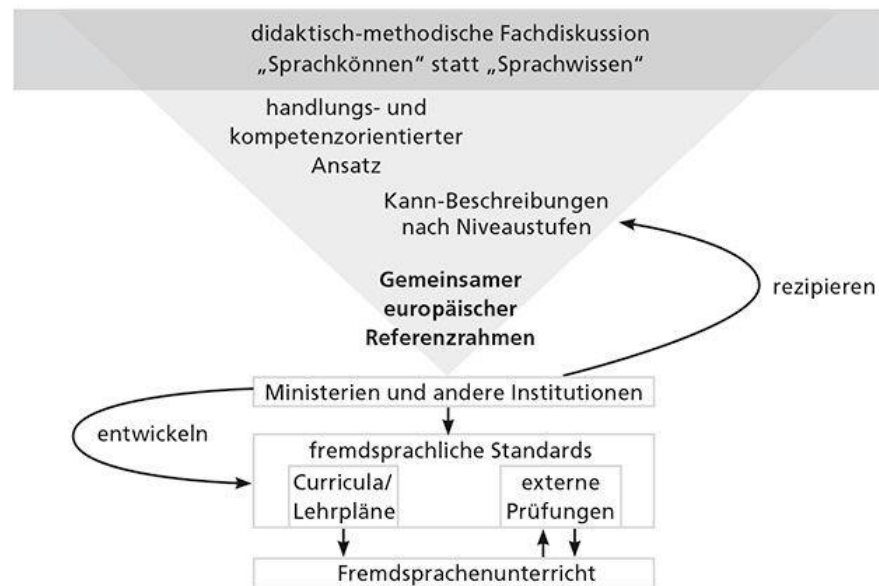 didaktisch-methodische Fachdiskussion
„Sprachkönnen“ statt „Sprachwissen“
handlungs- und
kompetenzorientierter
Ansatz
Kann-Beschreibungen
nach Niveaustufen
Gemeinsamer
europäischer
Referenzrahmen
rezipieren
Ministerien und andere Institutionen
entwickeln
fremdsprachliche Standards
Curricula/
Lehrpläne
externe
Prüfungen
Fremdsprachenunterricht